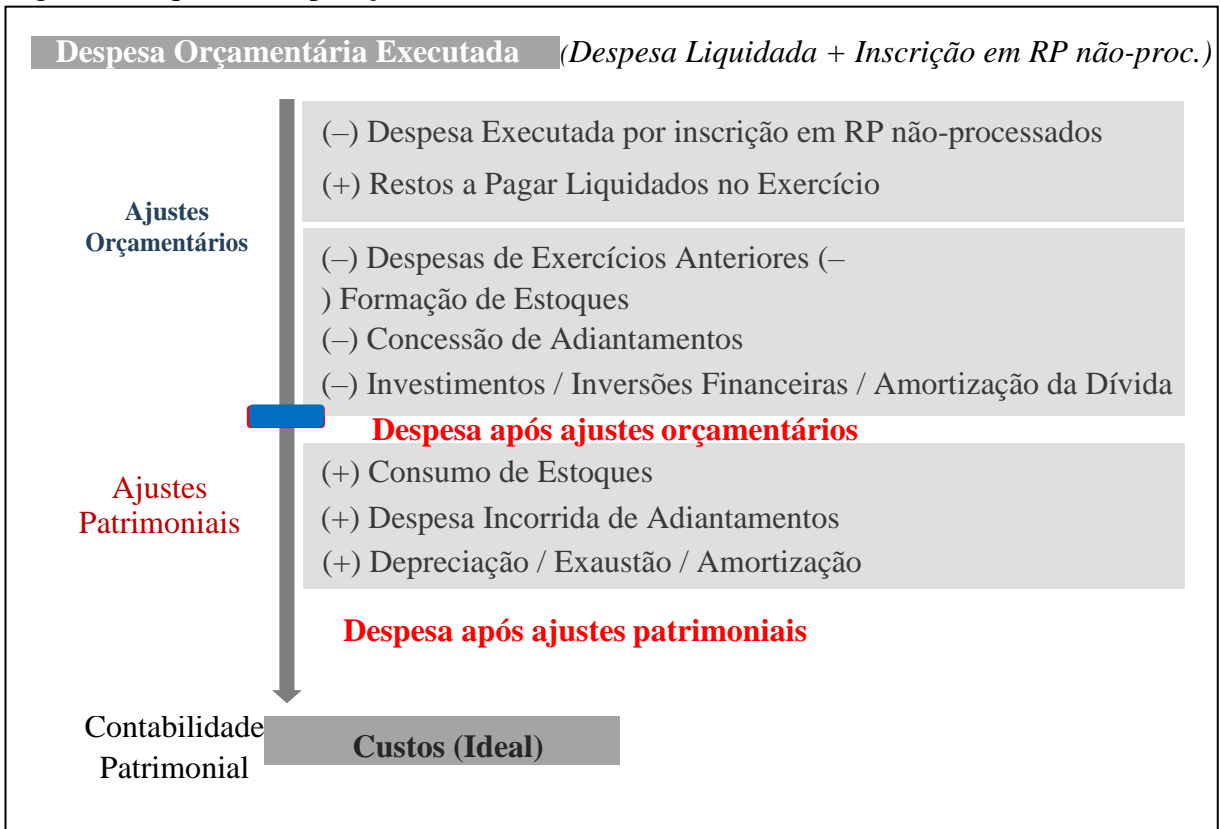 Despesa Orçamentária Executada (Despesa Liquidada + Inscrição em RP não-proc.)
(–) Despesa Executada por inscrição em RP não-processados
(+) Restos a Pagar Liquidados no Exercício
Ajustes
Orçamentários
(–) Despesas de Exercícios Anteriores (–
) Formação de Estoques
(–) Concessão de Adiantamentos
(–) Investimentos / Inversões Financeiras / Amortização da Dívida
Despesa após ajustes orçamentários
Ajustes
Patrimoniais
(+) Consumo de Estoques
(+) Despesa Incorrida de Adiantamentos
(+) Depreciação / Exaustão / Amortização
Despesa após ajustes patrimoniais
Contabilidade
Patrimonial
Custos (Ideal)